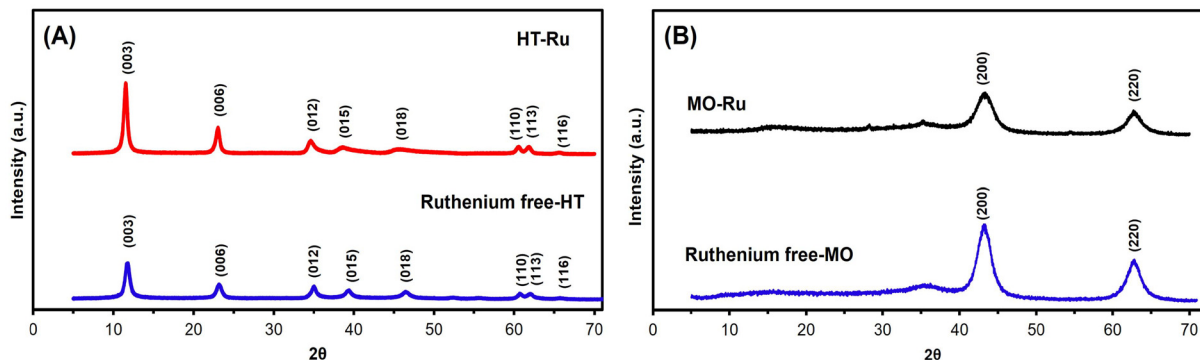 (A)
HT-Ru
(003)
(006)
(012)
(015)
(018)
(110)
(113)
(116)
Ruthenium free-HT
(003)
(006)
(012)
(015)
(018)
(110)
(113)
(116)
Intensity (a.u.)
0 10 20 30 40 50 60 70
2θ
(B)
MO-Ru
(200)
(220)
Ruthenium free-MO
(200)
(220)
Intensity (a.u.)
0 10 20 30 40 50 60 70
2θ